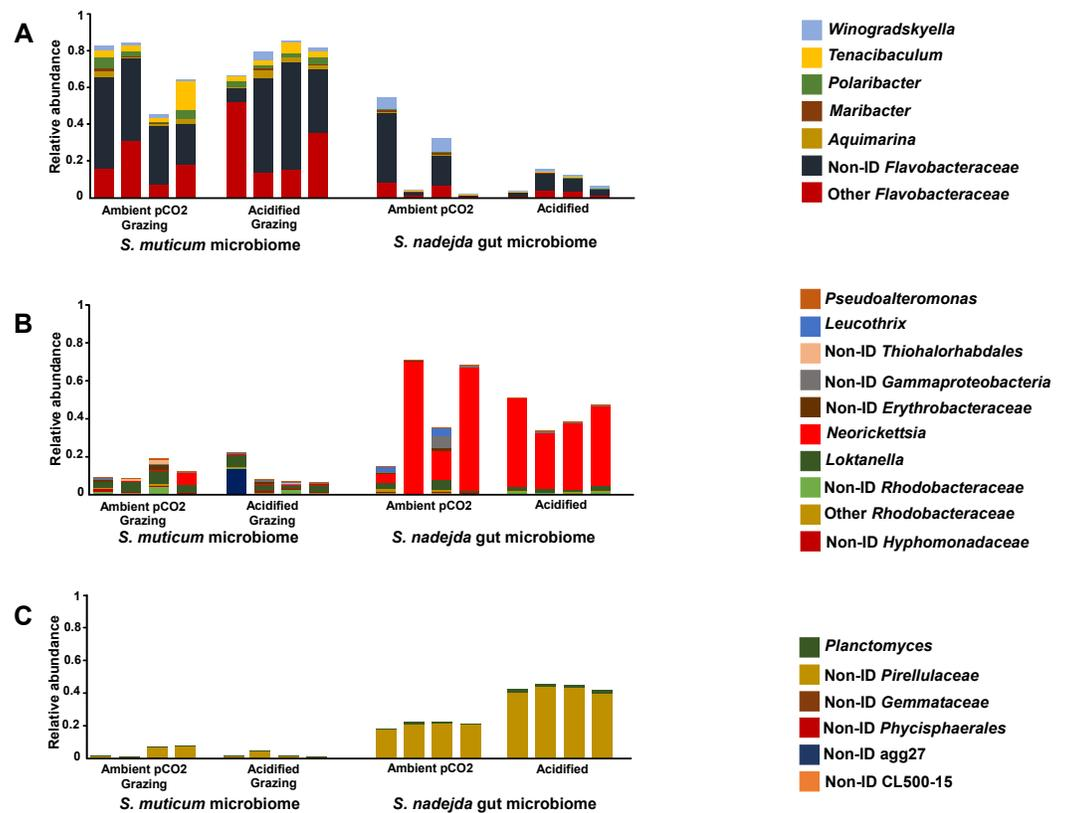 A
Relative abundance
1
0.8
0.6
0.4
0.2
0
Ambient pCO2
Grazing
Acidified
Grazing
Ambient pCO2
Acidified
S. muticum microbiome
S. nadejda gut microbiome
Winogradskyella
Tenacibaculum
Polaribacter
Maribacter
Aquimarina
Non-ID Flavobacteraceae
Other Flavobacteraceae
B
Relative abundance
1
0.8
0.6
0.4
0.2
0
Ambient pCO2
Grazing
Acidified
Grazing
Ambient pCO2
Acidified
S. muticum microbiome
S. nadejda gut microbiome
Pseudoalteromonas
Leucothrix
Non-ID Thiohalorhabdales
Non-ID Gammaproteobacteria
Non-ID Erythrobacteraceae
Neorickettsia
Loktanella
Non-ID Rhodobacteraceae
Other Rhodobacteraceae
Non-ID Hyphomonadaceae
C
Relative abundance
1
0.8
0.6
0.4
0.2
0
Ambient pCO2
Grazing
Acidified
Grazing
Ambient pCO2
Acidified
S. muticum microbiome
S. nadejda gut microbiome
Planctomyces
Non-ID Pirellulaceae
Non-ID Gemmataceae
Non-ID Phycisphaerales
Non-ID agg27
Non-ID CL500-15